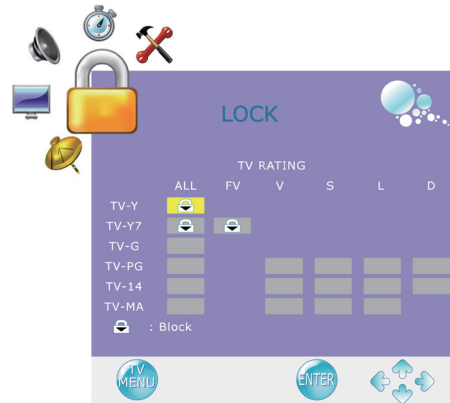 LOCK
TV RATING
ALL FV V S L D
TV-Y
TV-Y7
TV-G
TV-PG
TV-14
TV-MA
: Block
TV MENU ENTER